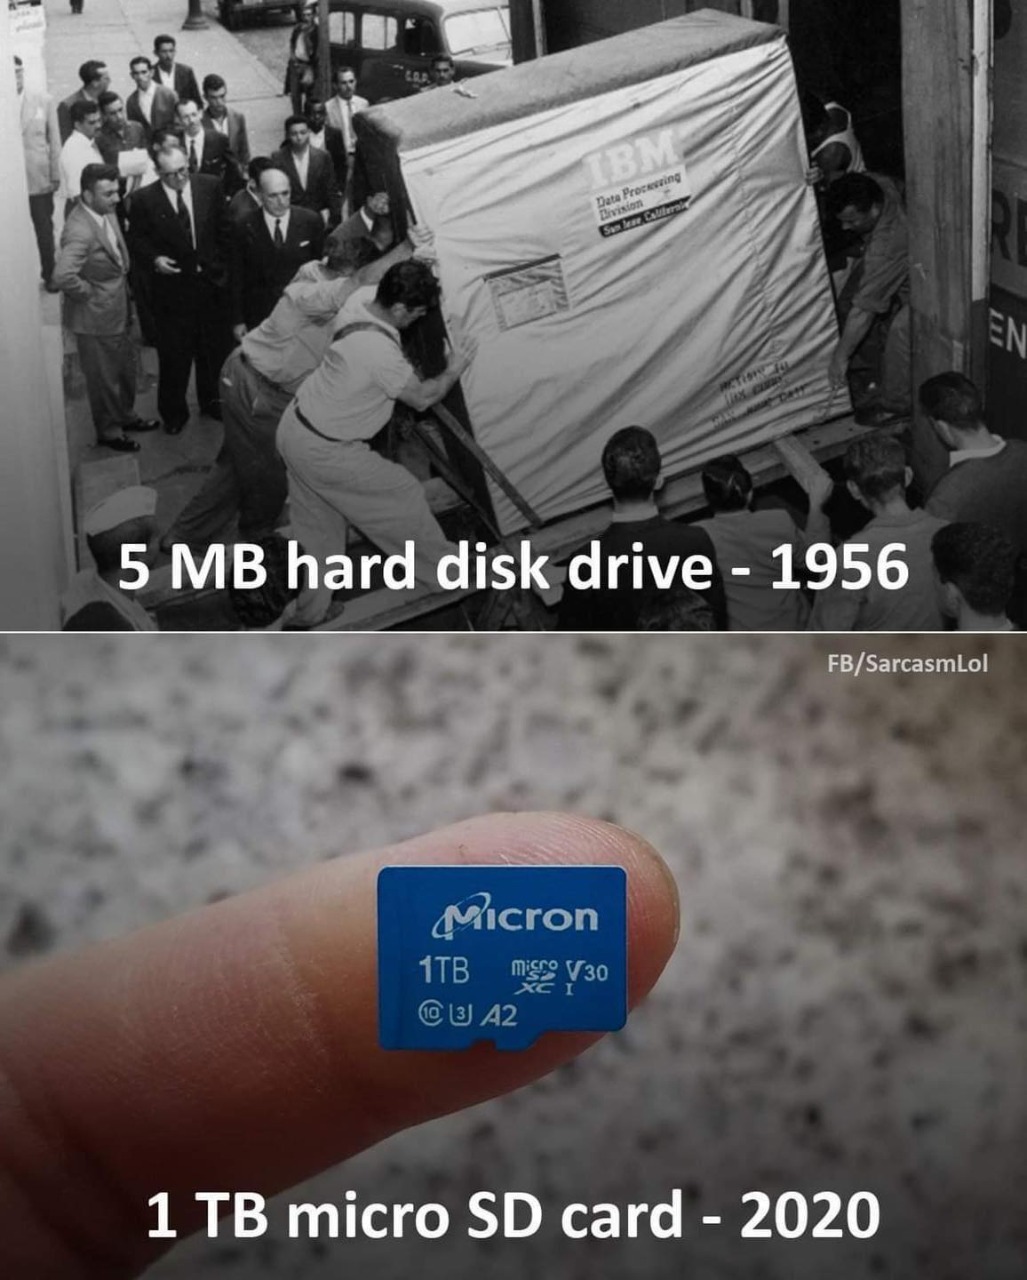 IBM
Data Processing
Division
San Jose California
EN
5 MB hard disk drive - 1956
FB/SarcasmLol
Micron
1TB
micro SD XC I
V30
10 3 A2
1 TB micro SD card - 2020